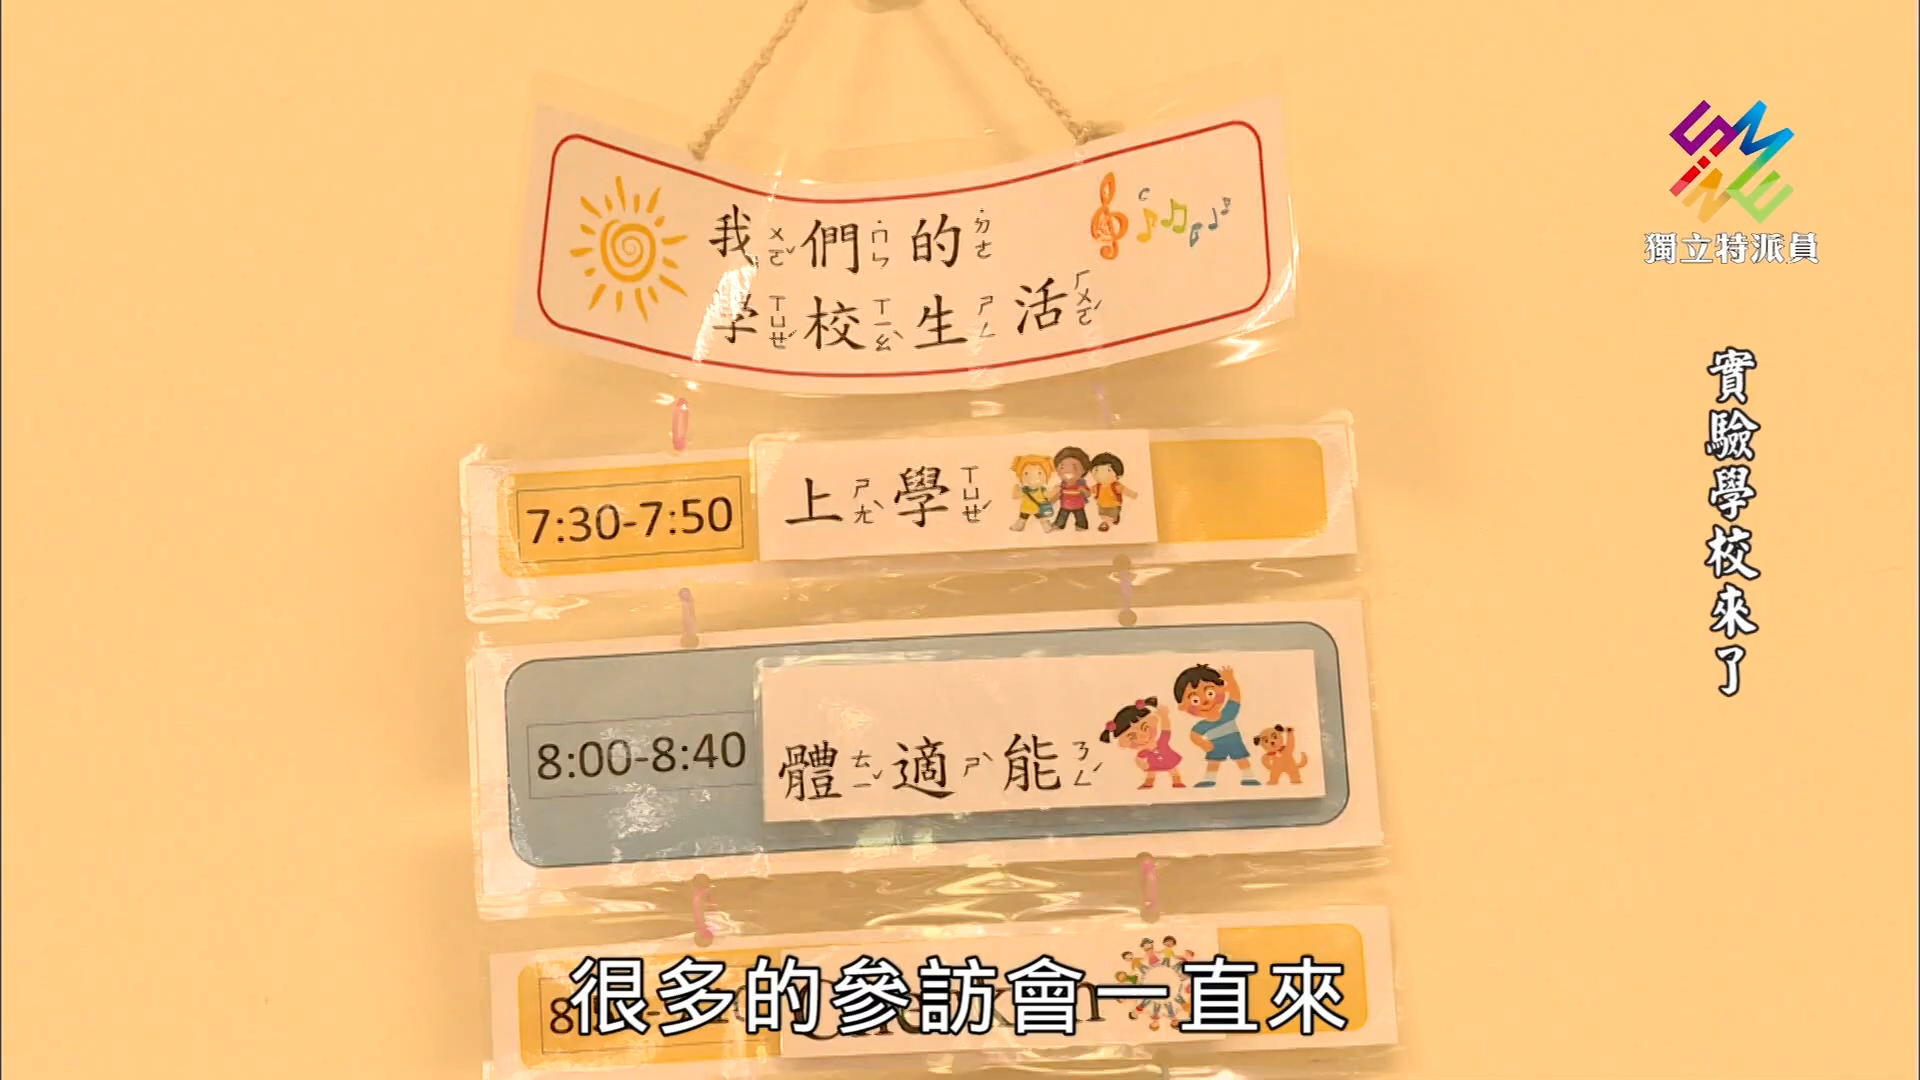 我們的
學校生活
7:30-7:50 上學
8:00-8:40 體適能
很多的參訪會一直來
獨立特派員
實驗學校來了